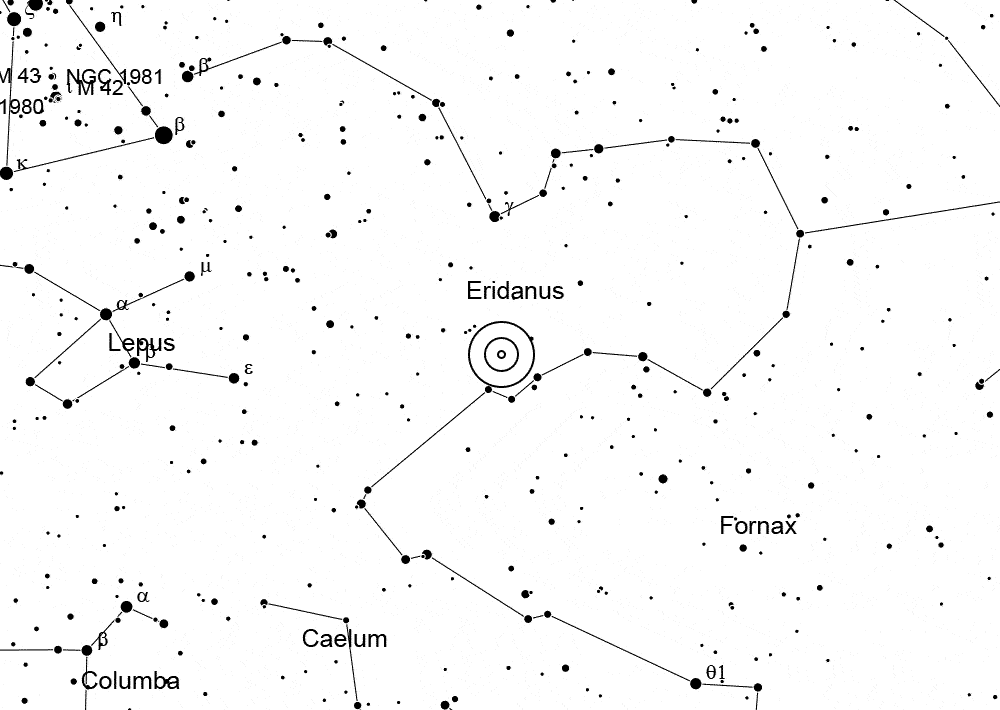 ζ
η
β
M 43
NGC 1981
ι
M 42
1980
β
κ
γ
μ
Eridanus
α
Lepus
β
ε
Fornax
α
Caelum
β
θ1
Columba